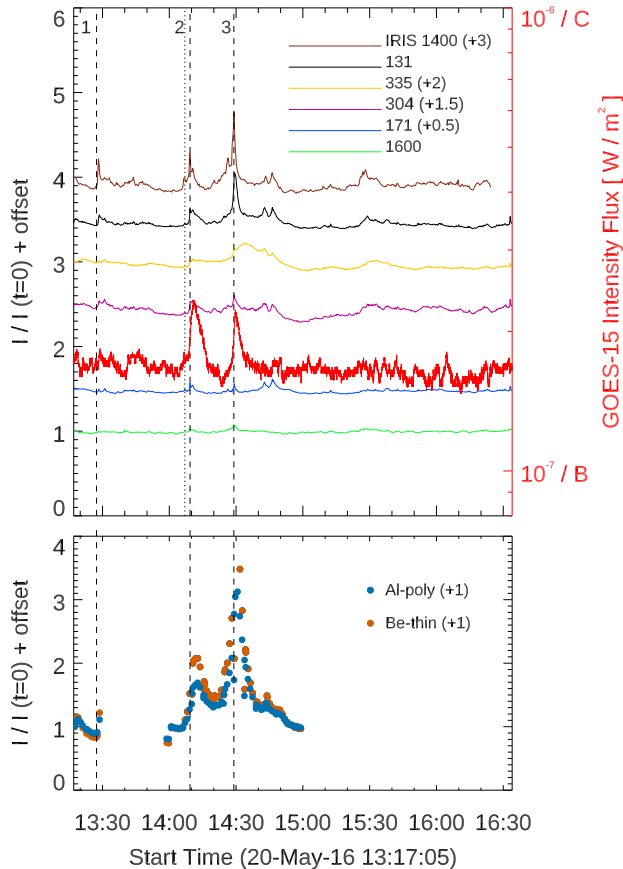 6
1
2
3
10-6 / C
IRIS 1400 (+3)
131
335 (+2)
304 (+1.5)
171 (+0.5)
1600
5
4
3
2
1
0
I / I (t=0) + offset
GOES-15 Intensity Flux [ W / m2 ]
10-7 / B
4
3
2
1
0
I / I (t=0) + offset
Al-poly (+1)
Be-thin (+1)
13:30 14:00 14:30 15:00 15:30 16:00 16:30
Start Time (20-May-16 13:17:05)